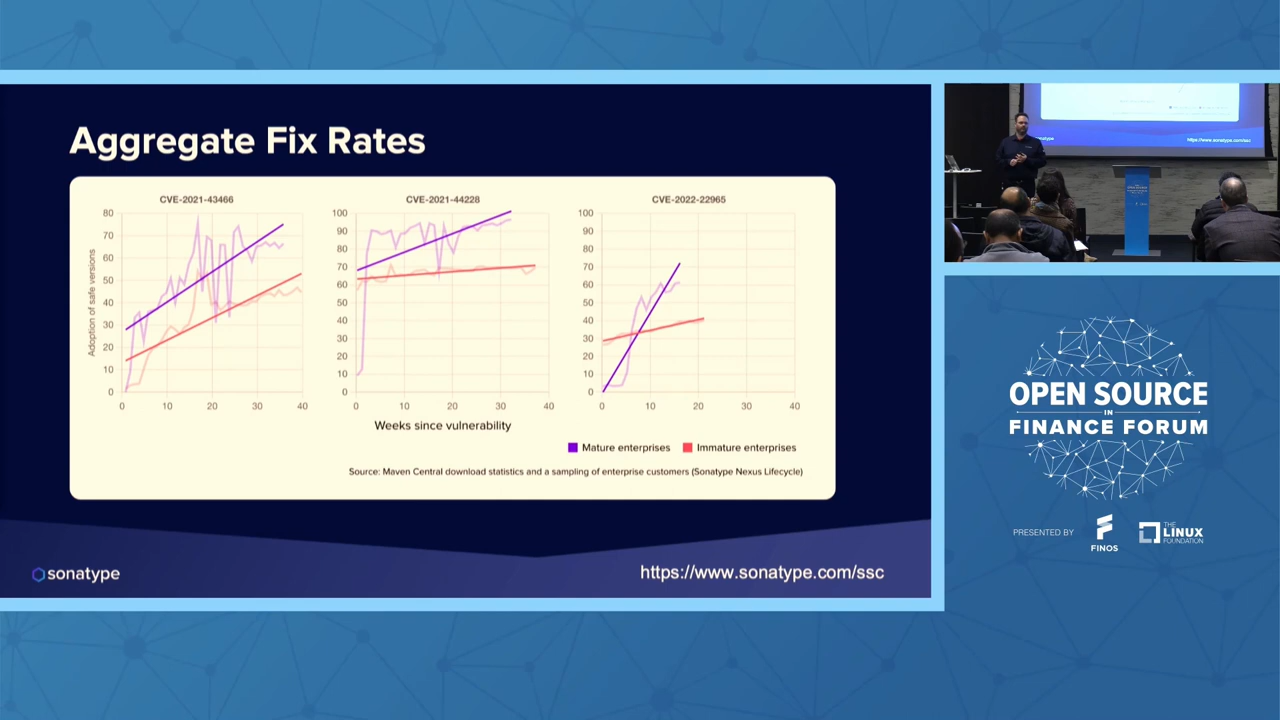 Aggregate Fix Rates
CVE-2021-43466
CVE-2021-44228
CVE-2022-22965
Adoption of safe versions
80
70
60
50
40
30
20
10
0
0 10 20 30 40
100
90
80
70
60
50
40
30
20
10
0
0 10 20 30 40
100
90
80
70
60
50
40
30
20
10
0
0 10 20 30 40
Weeks since vulnerability
Mature enterprises
Immature enterprises
Source: Maven Central download statistics and a sampling of enterprise customers (Sonatype Nexus Lifecycle)
sonatype
https://www.sonatype.com/ssc
https://www.sonatype.com/ssc
OPEN SOURCE
IN
FINANCE FORUM
PRESENTED BY
FINOS
THE
LINUX
FOUNDATION